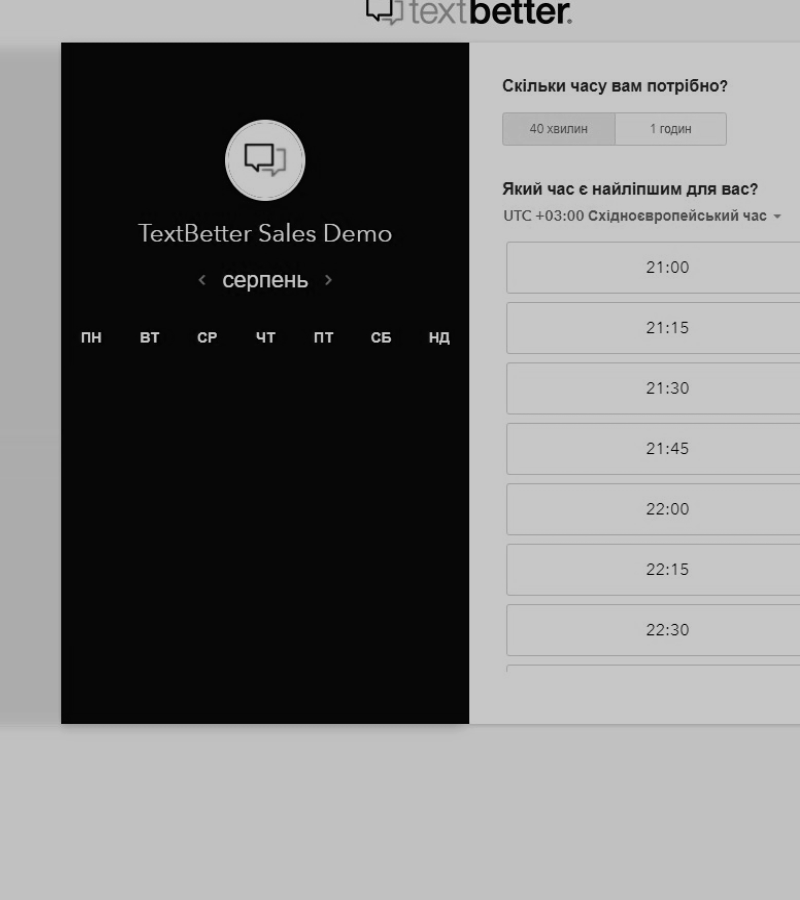 textbetter.
TextBetter Sales Demo
серпень
ПН ВТ СР ЧТ ПТ СБ НД
Скільки часу вам потрібно?
40 хвилин 1 годин
Який час є найліпшим для вас?
UTC +03:00 Східноєвропейський час
21:00
21:15
21:30
21:45
22:00
22:15
22:30